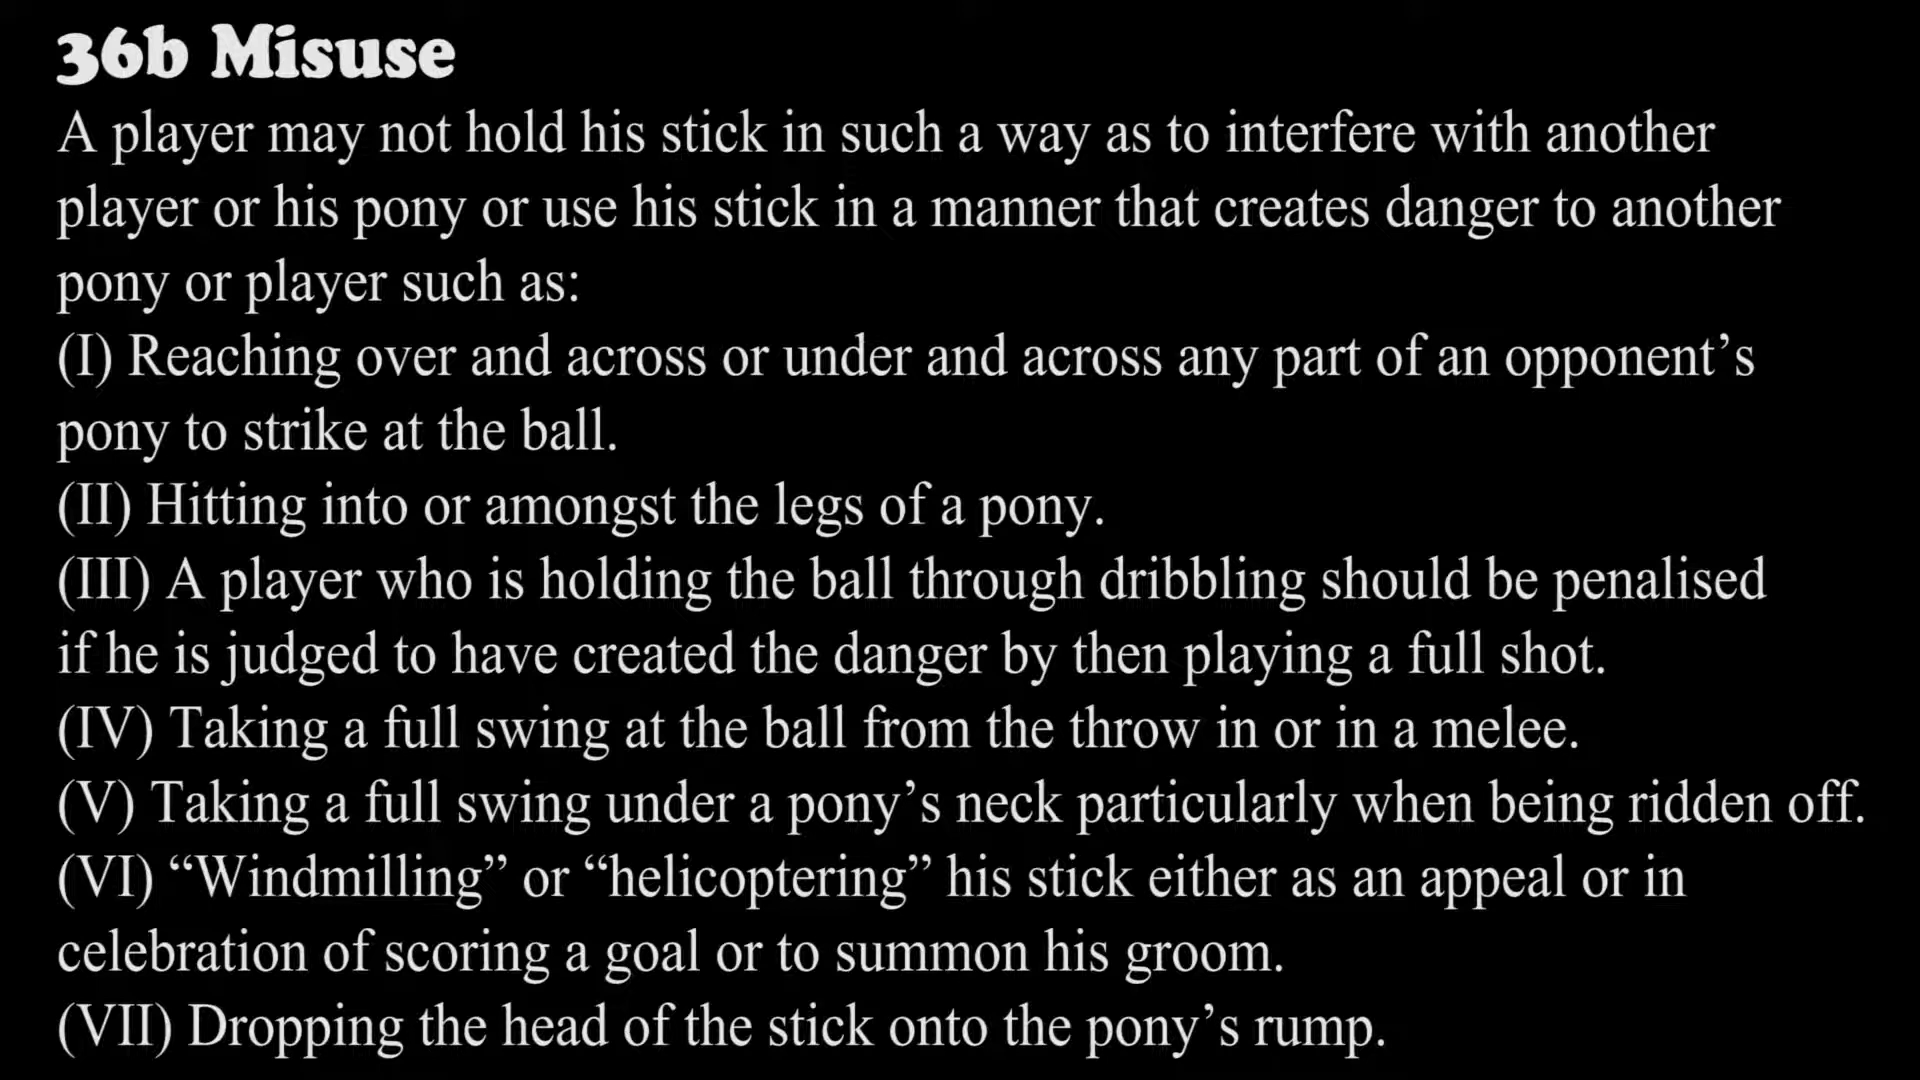 36b Misuse
A player may not hold his stick in such a way as to interfere with another
player or his pony or use his stick in a manner that creates danger to another
pony or player such as:
(I) Reaching over and across or under and across any part of an opponent’s
pony to strike at the ball.
(II) Hitting into or amongst the legs of a pony.
(III) A player who is holding the ball through dribbling should be penalised
if he is judged to have created the danger by then playing a full shot.
(IV) Taking a full swing at the ball from the throw in or in a melee.
(V) Taking a full swing under a pony’s neck particularly when being ridden off.
(VI) “Windmilling” or “helicoptering” his stick either as an appeal or in
celebration of scoring a goal or to summon his groom.
(VII) Dropping the head of the stick onto the pony’s rump.